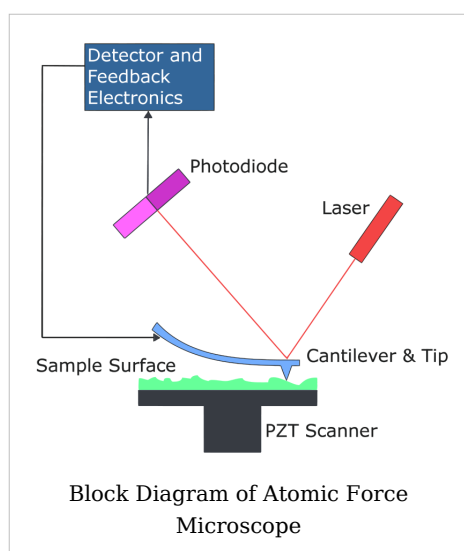 Detector and
Feedback
Electronics
Photodiode
Laser
Cantilever & Tip
Sample Surface
PZT Scanner
Block Diagram of Atomic Force
Microscope